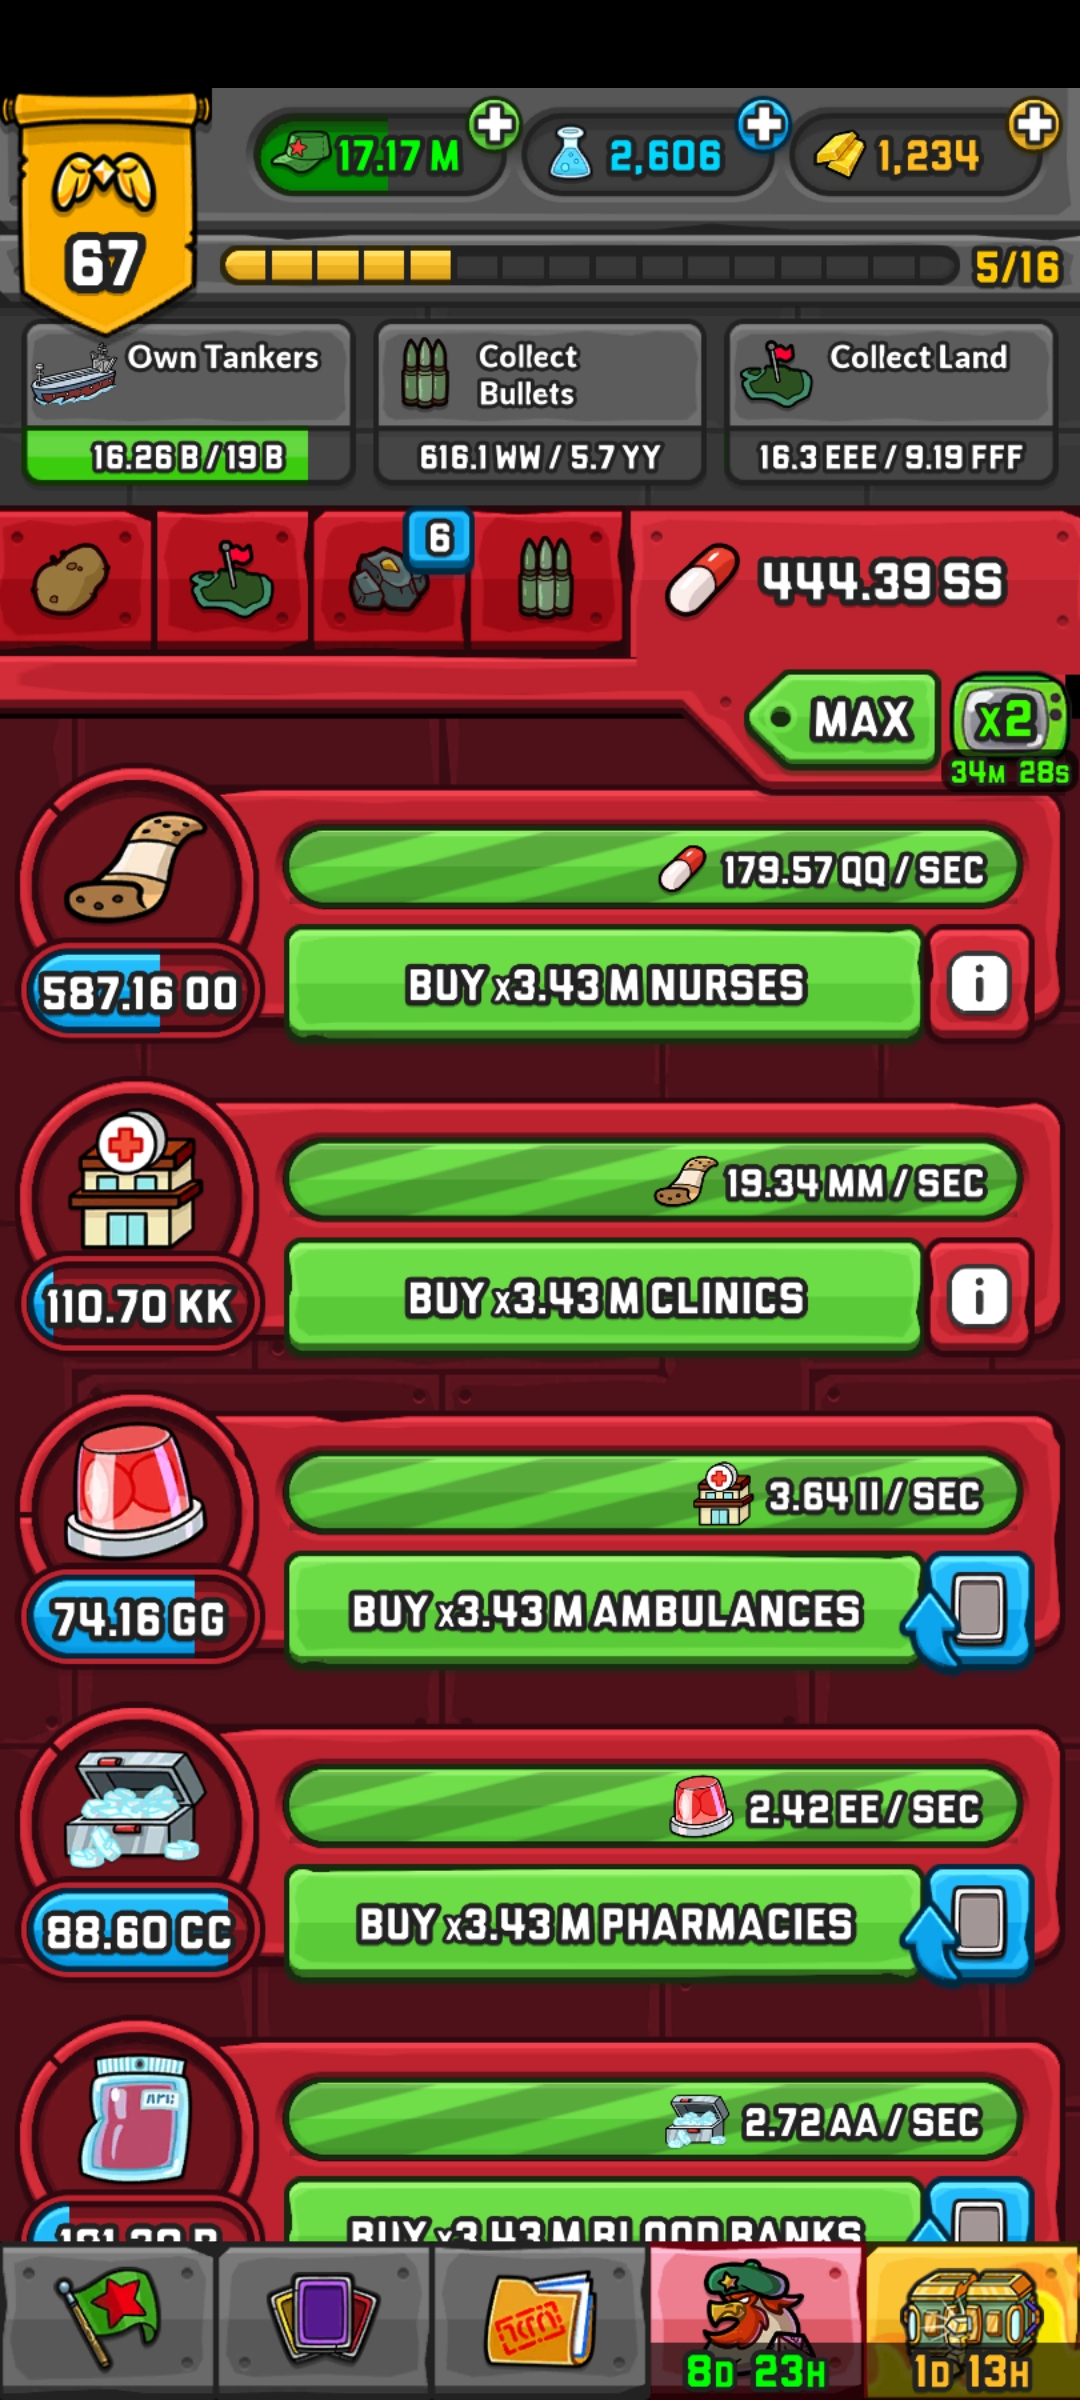 17.17 M
2,606
1,234
67
5/16
Own Tankers
16.26 B / 19 B
Collect
Bullets
616.1 WW / 5.7 YY
Collect Land
16.3 EEE / 9.19 FFF
6
444.39 SS
MAX
x2
34M 28S
179.57 QQ / SEC
587.16 OO
BUY x3.43 M NURSES
i
19.34 MM / SEC
110.70 KK
BUY x3.43 M CLINICS
i
3.64 II / SEC
74.16 GG
BUY x3.43 M AMBULANCES
2.42 EE / SEC
88.60 CC
BUY x3.43 M PHARMACIES
2.72 AA / SEC
BUY x3.43 M BLOOD BANKS
8D 23H
1D 13H